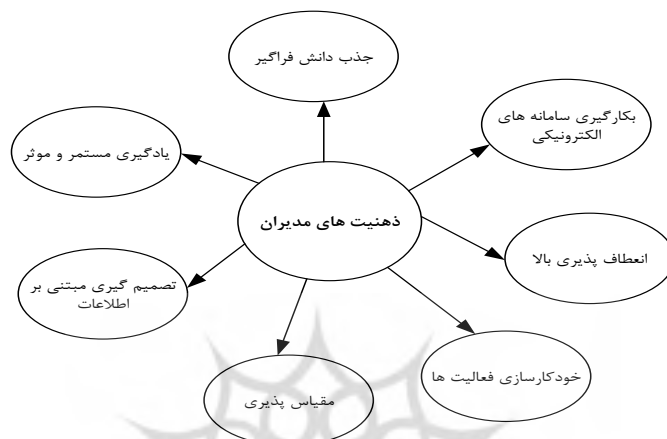 جذب دانش فراگیر
بکارگیری سامانه های
الکترونیکی
یادگیری مستمر و موثر
ذهنیت های مدیران
انعطاف پذیری بالا
تصمیم گیری مبتنی بر
اطلاعات
خودکارسازی فعالیت ها
مقیاس پذیری